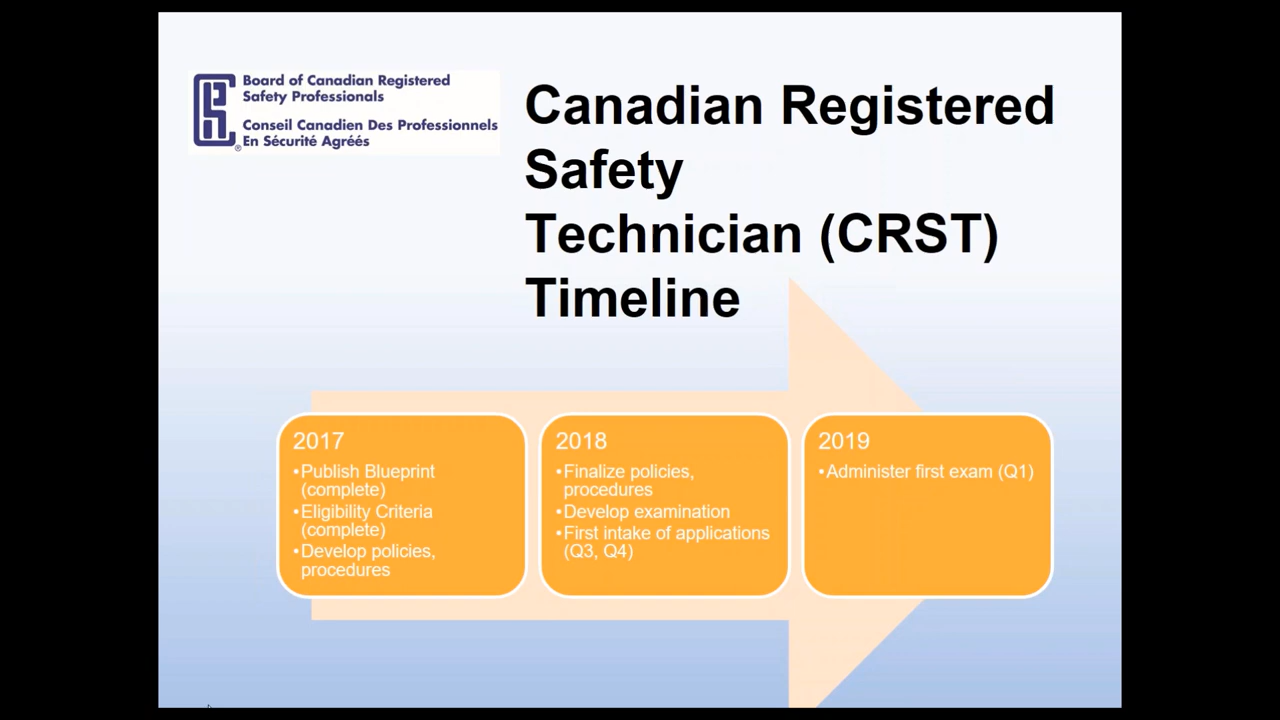 Board of Canadian Registered
Safety Professionals
Conseil Canadien Des Professionnels
En Sécurité Agréés
®
Canadian Registered
Safety
Technician (CRST)
Timeline
2017
•Publish Blueprint
(complete)
•Eligibility Criteria
(complete)
•Develop policies,
procedures
2018
•Finalize policies,
procedures
•Develop examination
•First intake of applications
(Q3, Q4)
2019
•Administer first exam (Q1)